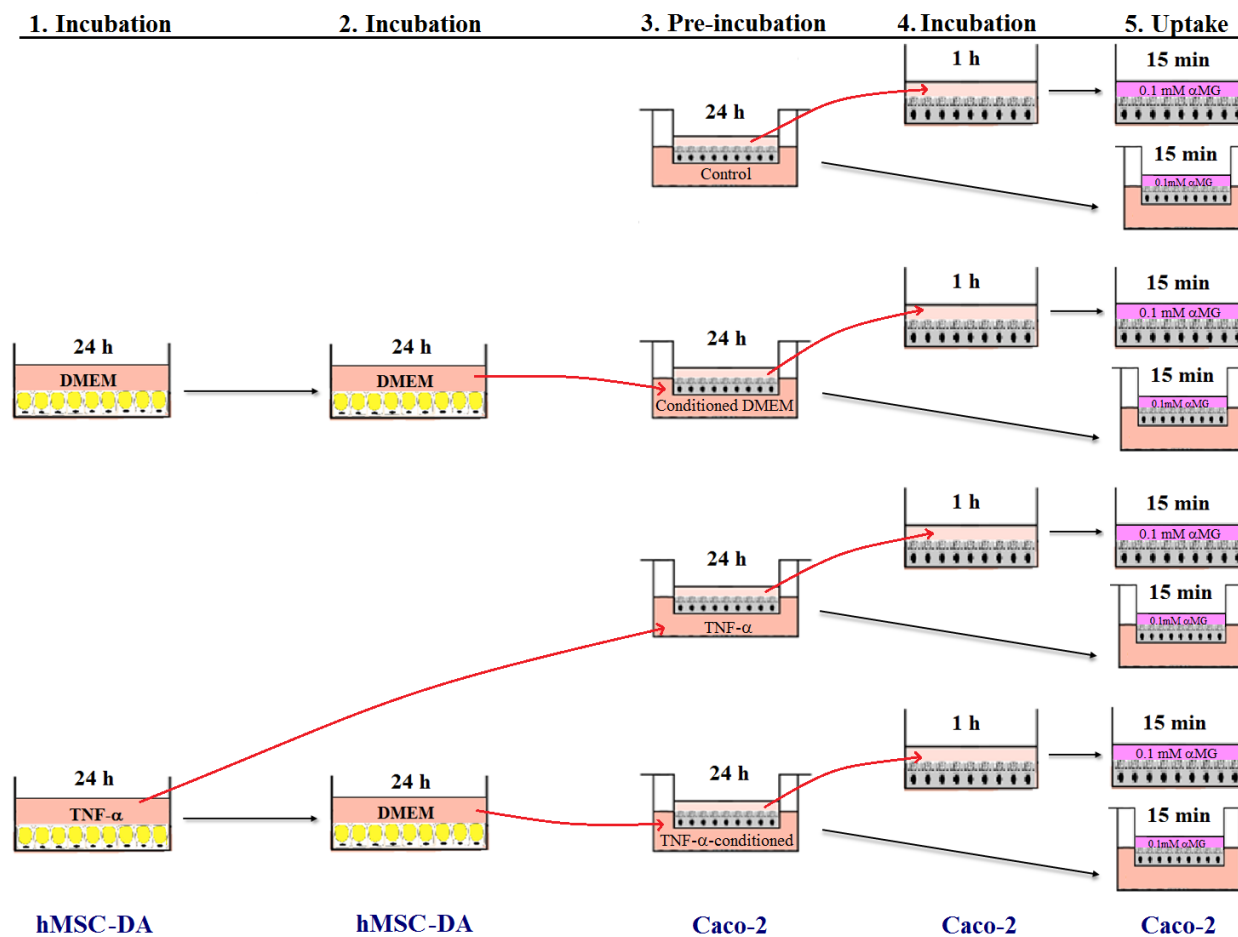 1. Incubation 2. Incubation 3. Pre-incubation 4. Incubation 5. Uptake
1 h 15 min
0.1 mM αMG
24 h
Control
15 min
0.1mM αMG
1 h 15 min
0.1 mM αMG
24 h 24 h 24 h
DMEM DMEM
Conditioned DMEM
15 min
0.1mM αMG
1 h 15 min
0.1 mM αMG
24 h
TNF-α
15 min
0.1mM αMG
1 h 15 min
0.1 mM αMG
24 h 24 h 24 h
TNF-α DMEM
TNF-α-conditioned
15 min
0.1mM αMG
hMSC-DA hMSC-DA Caco-2 Caco-2 Caco-2